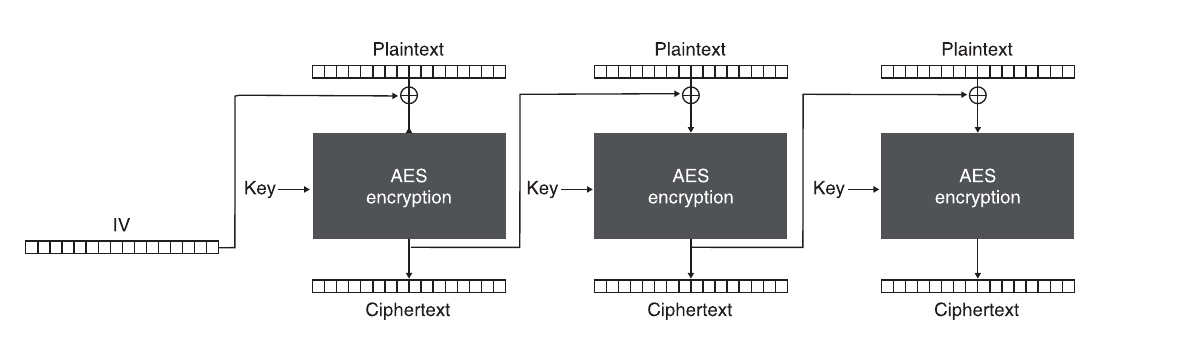 Plaintext
Plaintext
Plaintext
Key
AES
encryption
Key
AES
encryption
Key
AES
encryption
IV
Ciphertext
Ciphertext
Ciphertext